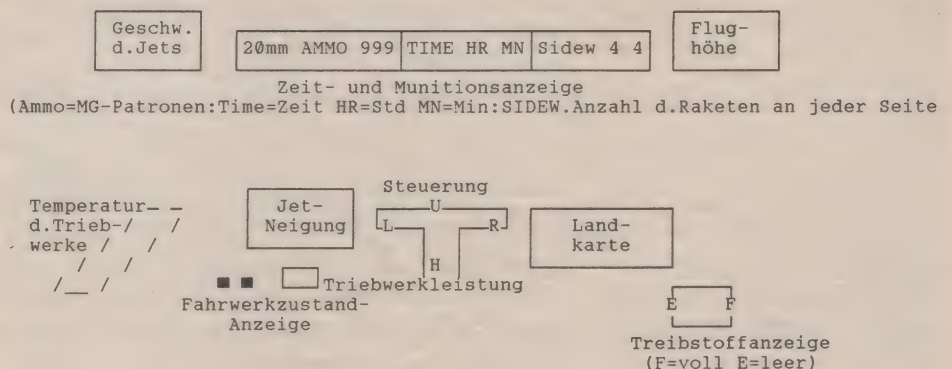 Geschw.
d.Jets
20mm AMMO 999 TIME HR MN Sidew 4 4
Flug-
höhe
Zeit- und Munitionsanzeige
(Ammo=MG-Patronen:Time=Zeit HR=Std MN=Min:SIDEW.Anzahl d.Raketen an jeder Seite
Temperatur
d.Trieb-
werke
Jet-
Neigung
Steuerung
U
L R
H
Land-
karte
Triebwerkleistung
Fahrwerkzustand-
Anzeige
E F
Treibstoffanzeige
(F=voll E=leer)